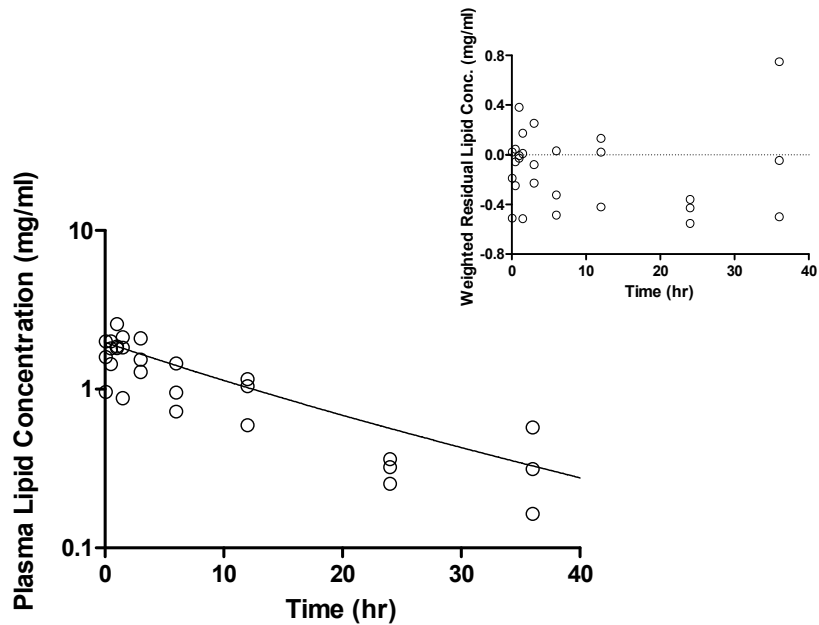 Weighted Residual Lipid Conc. (mg/ml)
0.8
0.4
0.0
-0.4
-0.8
0 10 20 30 40
Time (hr)
Plasma Lipid Concentration (mg/ml)
10
1
0.1
0 10 20 30 40
Time (hr)